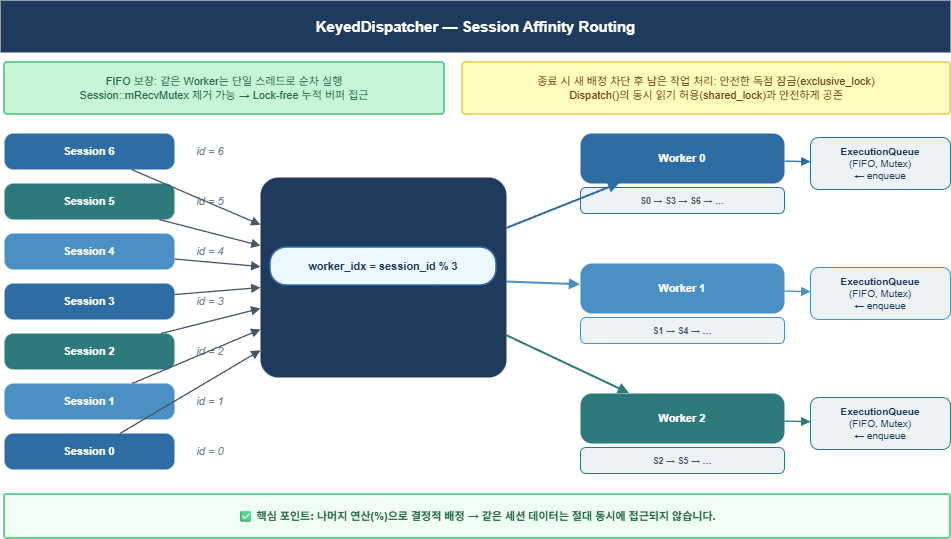 KeyedDispatcher — Session Affinity Routing
FIFO 보장: 같은 Worker는 단일 스레드로 순차 실행
Session::mRecvMutex 제거 가능 → Lock-free 누적 버퍼 접근
종료 시 새 배정 차단 후 남은 작업 처리: 안전한 독점 잠금(exclusive_lock)
Dispatch()의 동시 읽기 허용(shared_lock)과 안전하게 공존
Session 6
id = 6
Session 5
id = 5
Session 4
id = 4
Session 3
id = 3
Session 2
id = 2
Session 1
id = 1
Session 0
id = 0
worker_idx = session_id % 3
Worker 0
S0 → S3 → S6 → ...
ExecutionQueue
(FIFO, Mutex)
← enqueue
Worker 1
S1 → S4 → ...
ExecutionQueue
(FIFO, Mutex)
← enqueue
Worker 2
S2 → S5 → ...
ExecutionQueue
(FIFO, Mutex)
← enqueue
✅ 핵심 포인트: 나머지 연산(%)으로 결정적 배정 → 같은 세션 데이터는 절대 동시에 접근되지 않습니다.